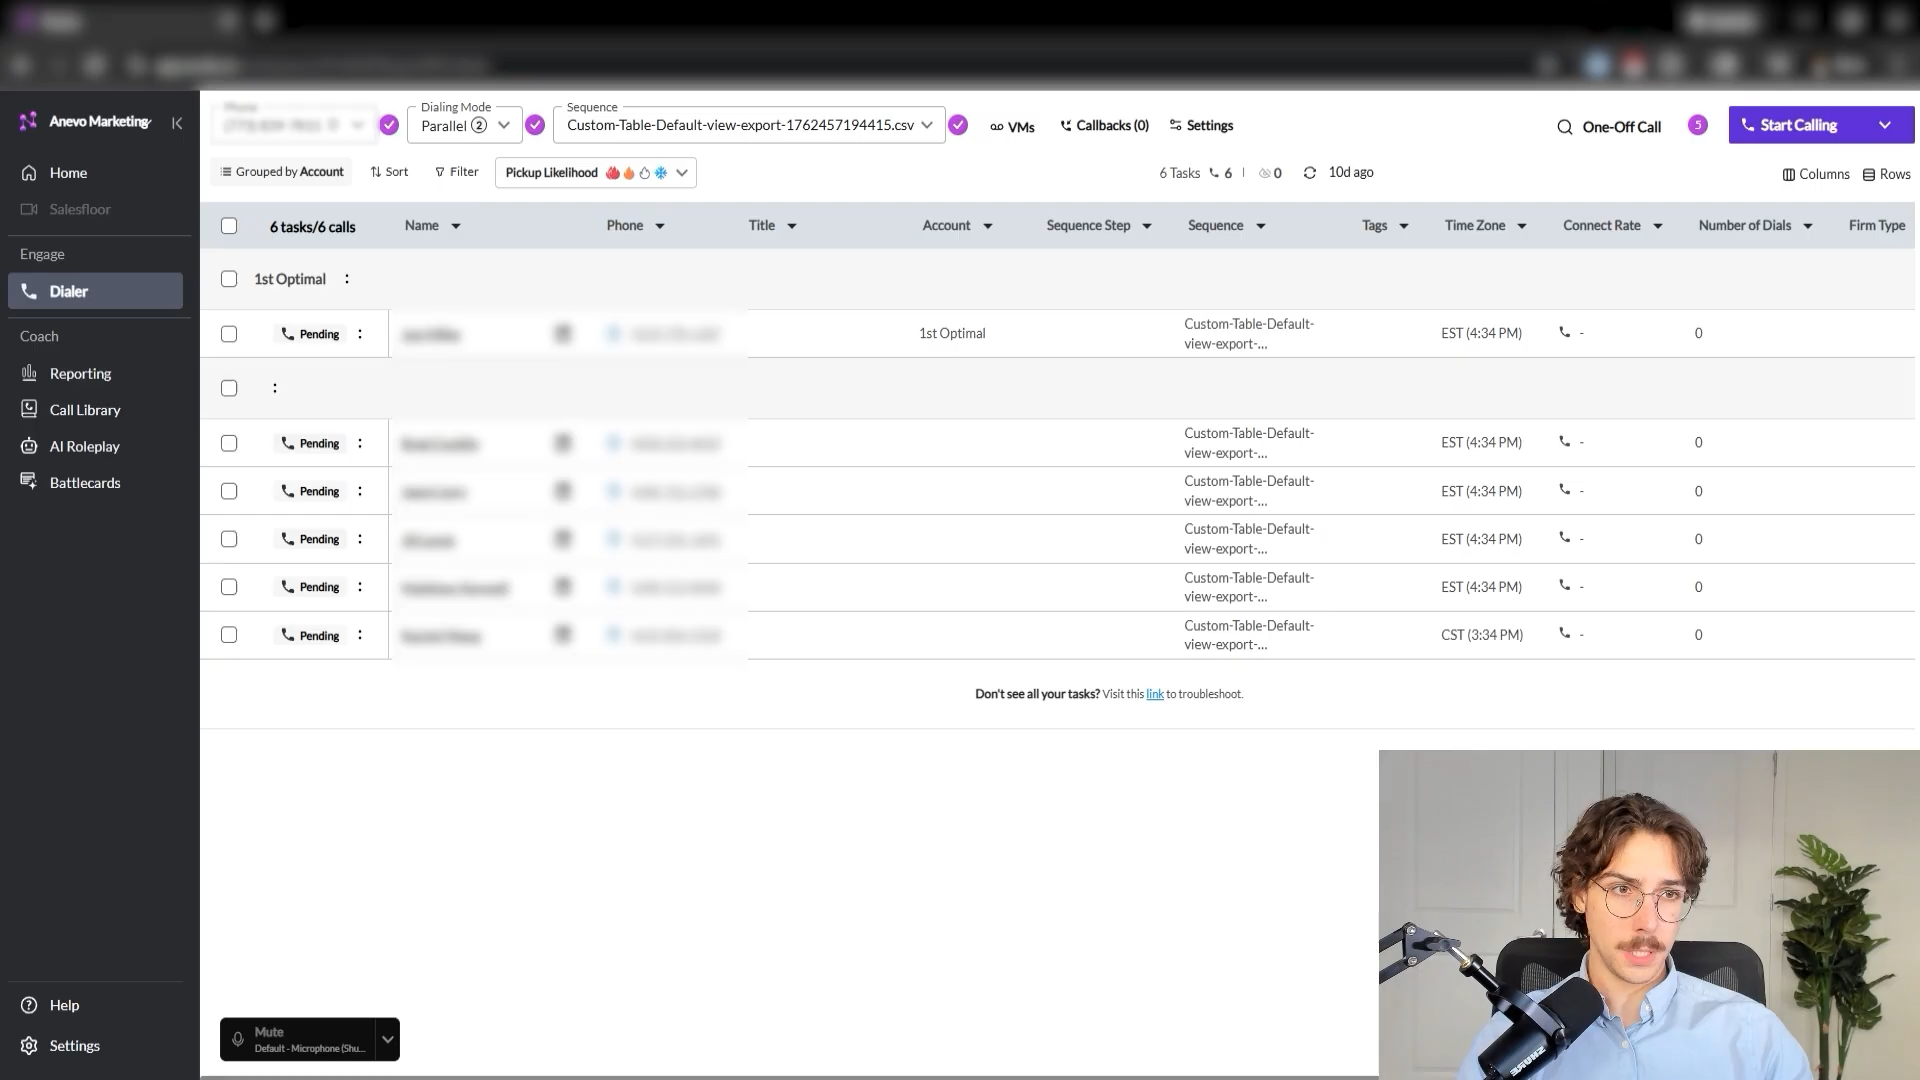 Anevo Marketing
Home
Salesfloor
Engage
Dialer
Coach
Reporting
Call Library
AI Roleplay
Battlecards
Help
Settings
Phone
Dialing Mode
Parallel 2
Sequence
Custom-Table-Default-view-export-1762457194415.csv
VMs
Callbacks (0)
Settings
One-Off Call
5
Start Calling
Grouped by Account
Sort
Filter
Pickup Likelihood
6 Tasks 6 | 0
10d ago
Columns
Rows
6 tasks/6 calls Name Phone Title Account Sequence Step Sequence Tags Time Zone Connect Rate Number of Dials Firm Type
1st Optimal :
Pending : 1st Optimal Custom-Table-Default- EST (4:34 PM) - 0
view-export-...
:
Pending : Custom-Table-Default- EST (4:34 PM) - 0
view-export-...
Pending : Custom-Table-Default- EST (4:34 PM) - 0
view-export-...
Pending : Custom-Table-Default- EST (4:34 PM) - 0
view-export-...
Pending : Custom-Table-Default- EST (4:34 PM) - 0
view-export-...
Pending : Custom-Table-Default- CST (3:34 PM) - 0
view-export-...
Don't see all your tasks? Visit this link to troubleshoot.
Mute
Default - Microphone (Shu...
SHURE